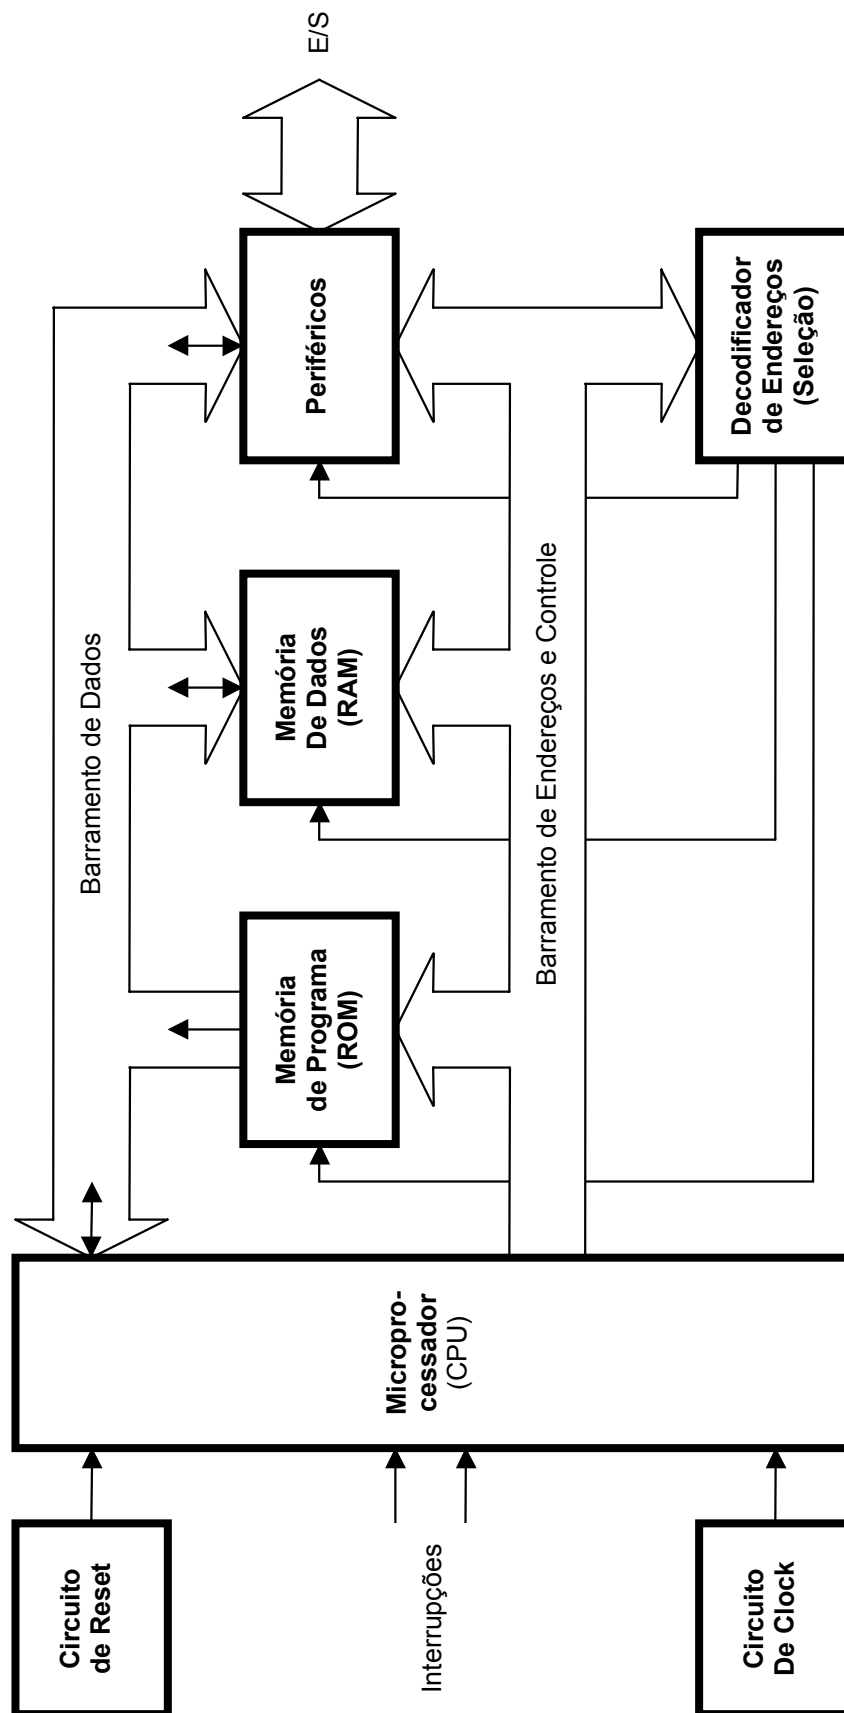 Circuito
de Reset
Interrupções
Circuito
De Clock
Micropro-
cessador
(CPU)
Barramento de Dados
Memória
de Programa
(ROM)
Memória
De Dados
(RAM)
Periféricos
E/S
Barramento de Endereços e Controle
Decodificador
de Endereços
(Seleção)